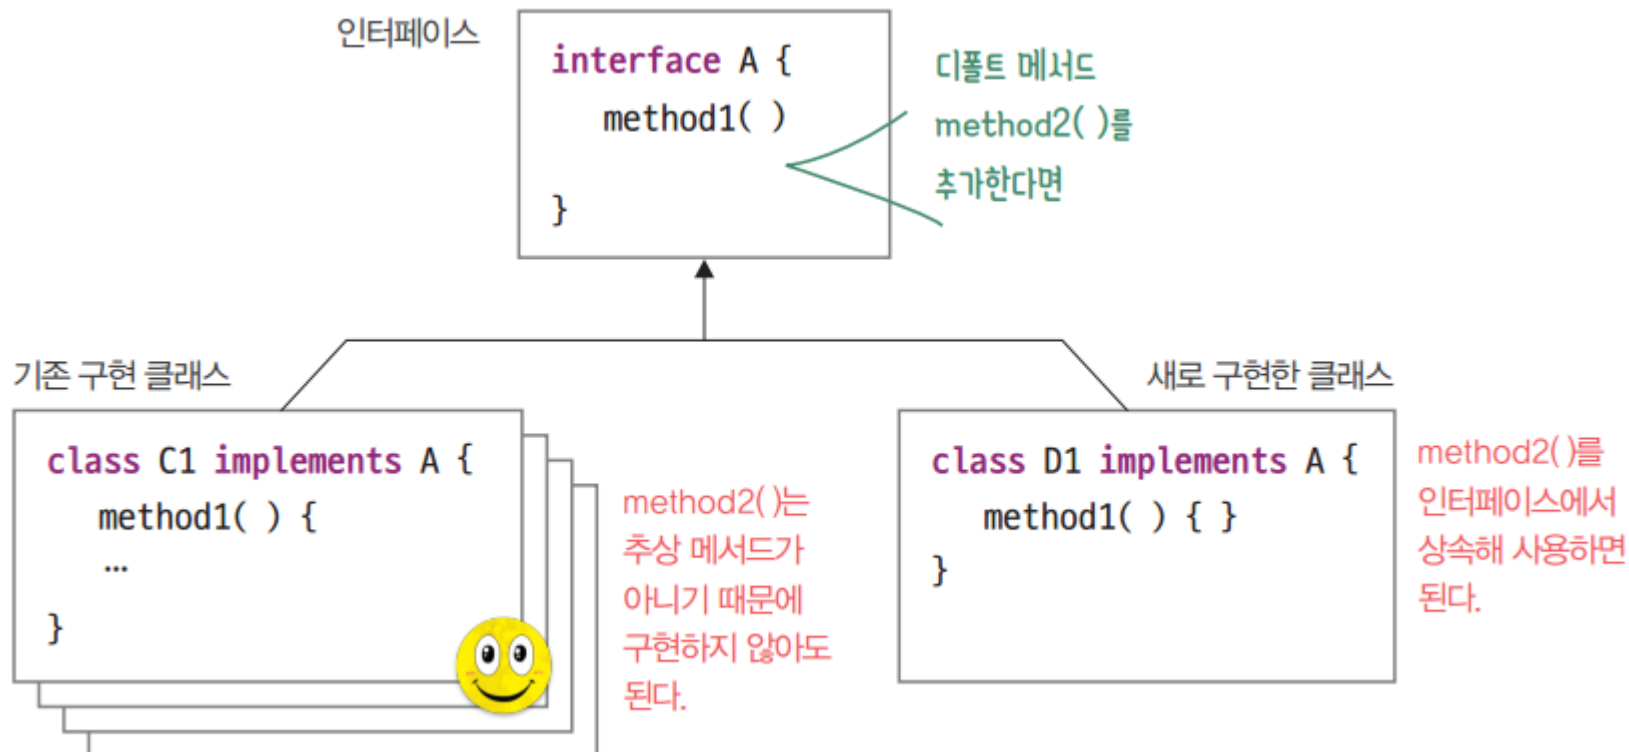 인터페이스
interface A {
method1( )
}
디폴트 메서드
method2( )를
추가한다면
기존 구현 클래스
class C1 implements A {
method1( ) {
...
}
method2( )는
추상 메서드가
아니기 때문에
구현하지 않아도
된다.
새로 구현한 클래스
class D1 implements A {
method1( ) { }
}
method2( )를
인터페이스에서
상속해 사용하면
된다.